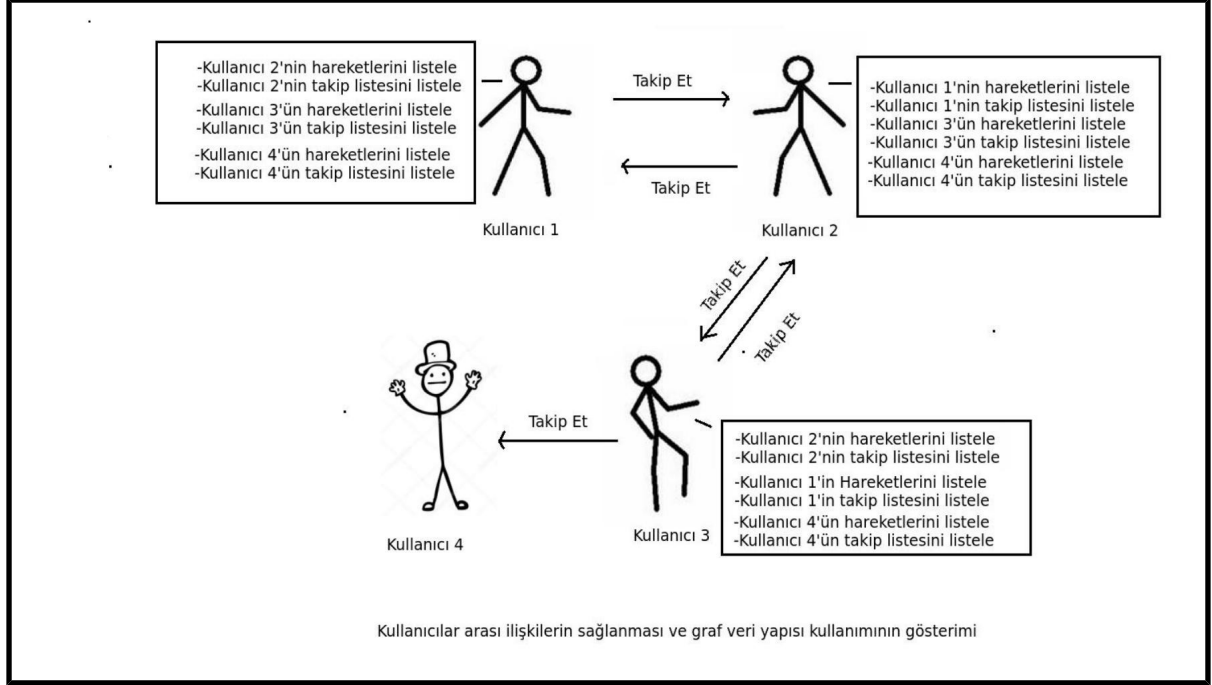 -Kullanıcı 2'nin hareketlerini listele
-Kullanıcı 2'nin takip listesini listele
-Kullanıcı 3'ün hareketlerini listele
-Kullanıcı 3'ün takip listesini listele
-Kullanıcı 4'ün hareketlerini listele
-Kullanıcı 4'ün takip listesini listele
Kullanıcı 1
Takip Et
Takip Et
-Kullanıcı 1'nin hareketlerini listele
-Kullanıcı 1'nin takip listesini listele
-Kullanıcı 3'ün hareketlerini listele
-Kullanıcı 3'ün takip listesini listele
-Kullanıcı 4'ün hareketlerini listele
-Kullanıcı 4'ün takip listesini listele
Kullanıcı 2
Takip Et
Takip Et
Takip Et
Kullanıcı 4
Kullanıcı 3
-Kullanıcı 2'nin hareketlerini listele
-Kullanıcı 2'nin takip listesini listele
-Kullanıcı 1'in Hareketlerini listele
-Kullanıcı 1'in takip listesini listele
-Kullanıcı 4'ün hareketlerini listele
-Kullanıcı 4'ün takip listesini listele
Kullanıcılar arası ilişkilerin sağlanması ve graf veri yapısı kullanımının gösterimi